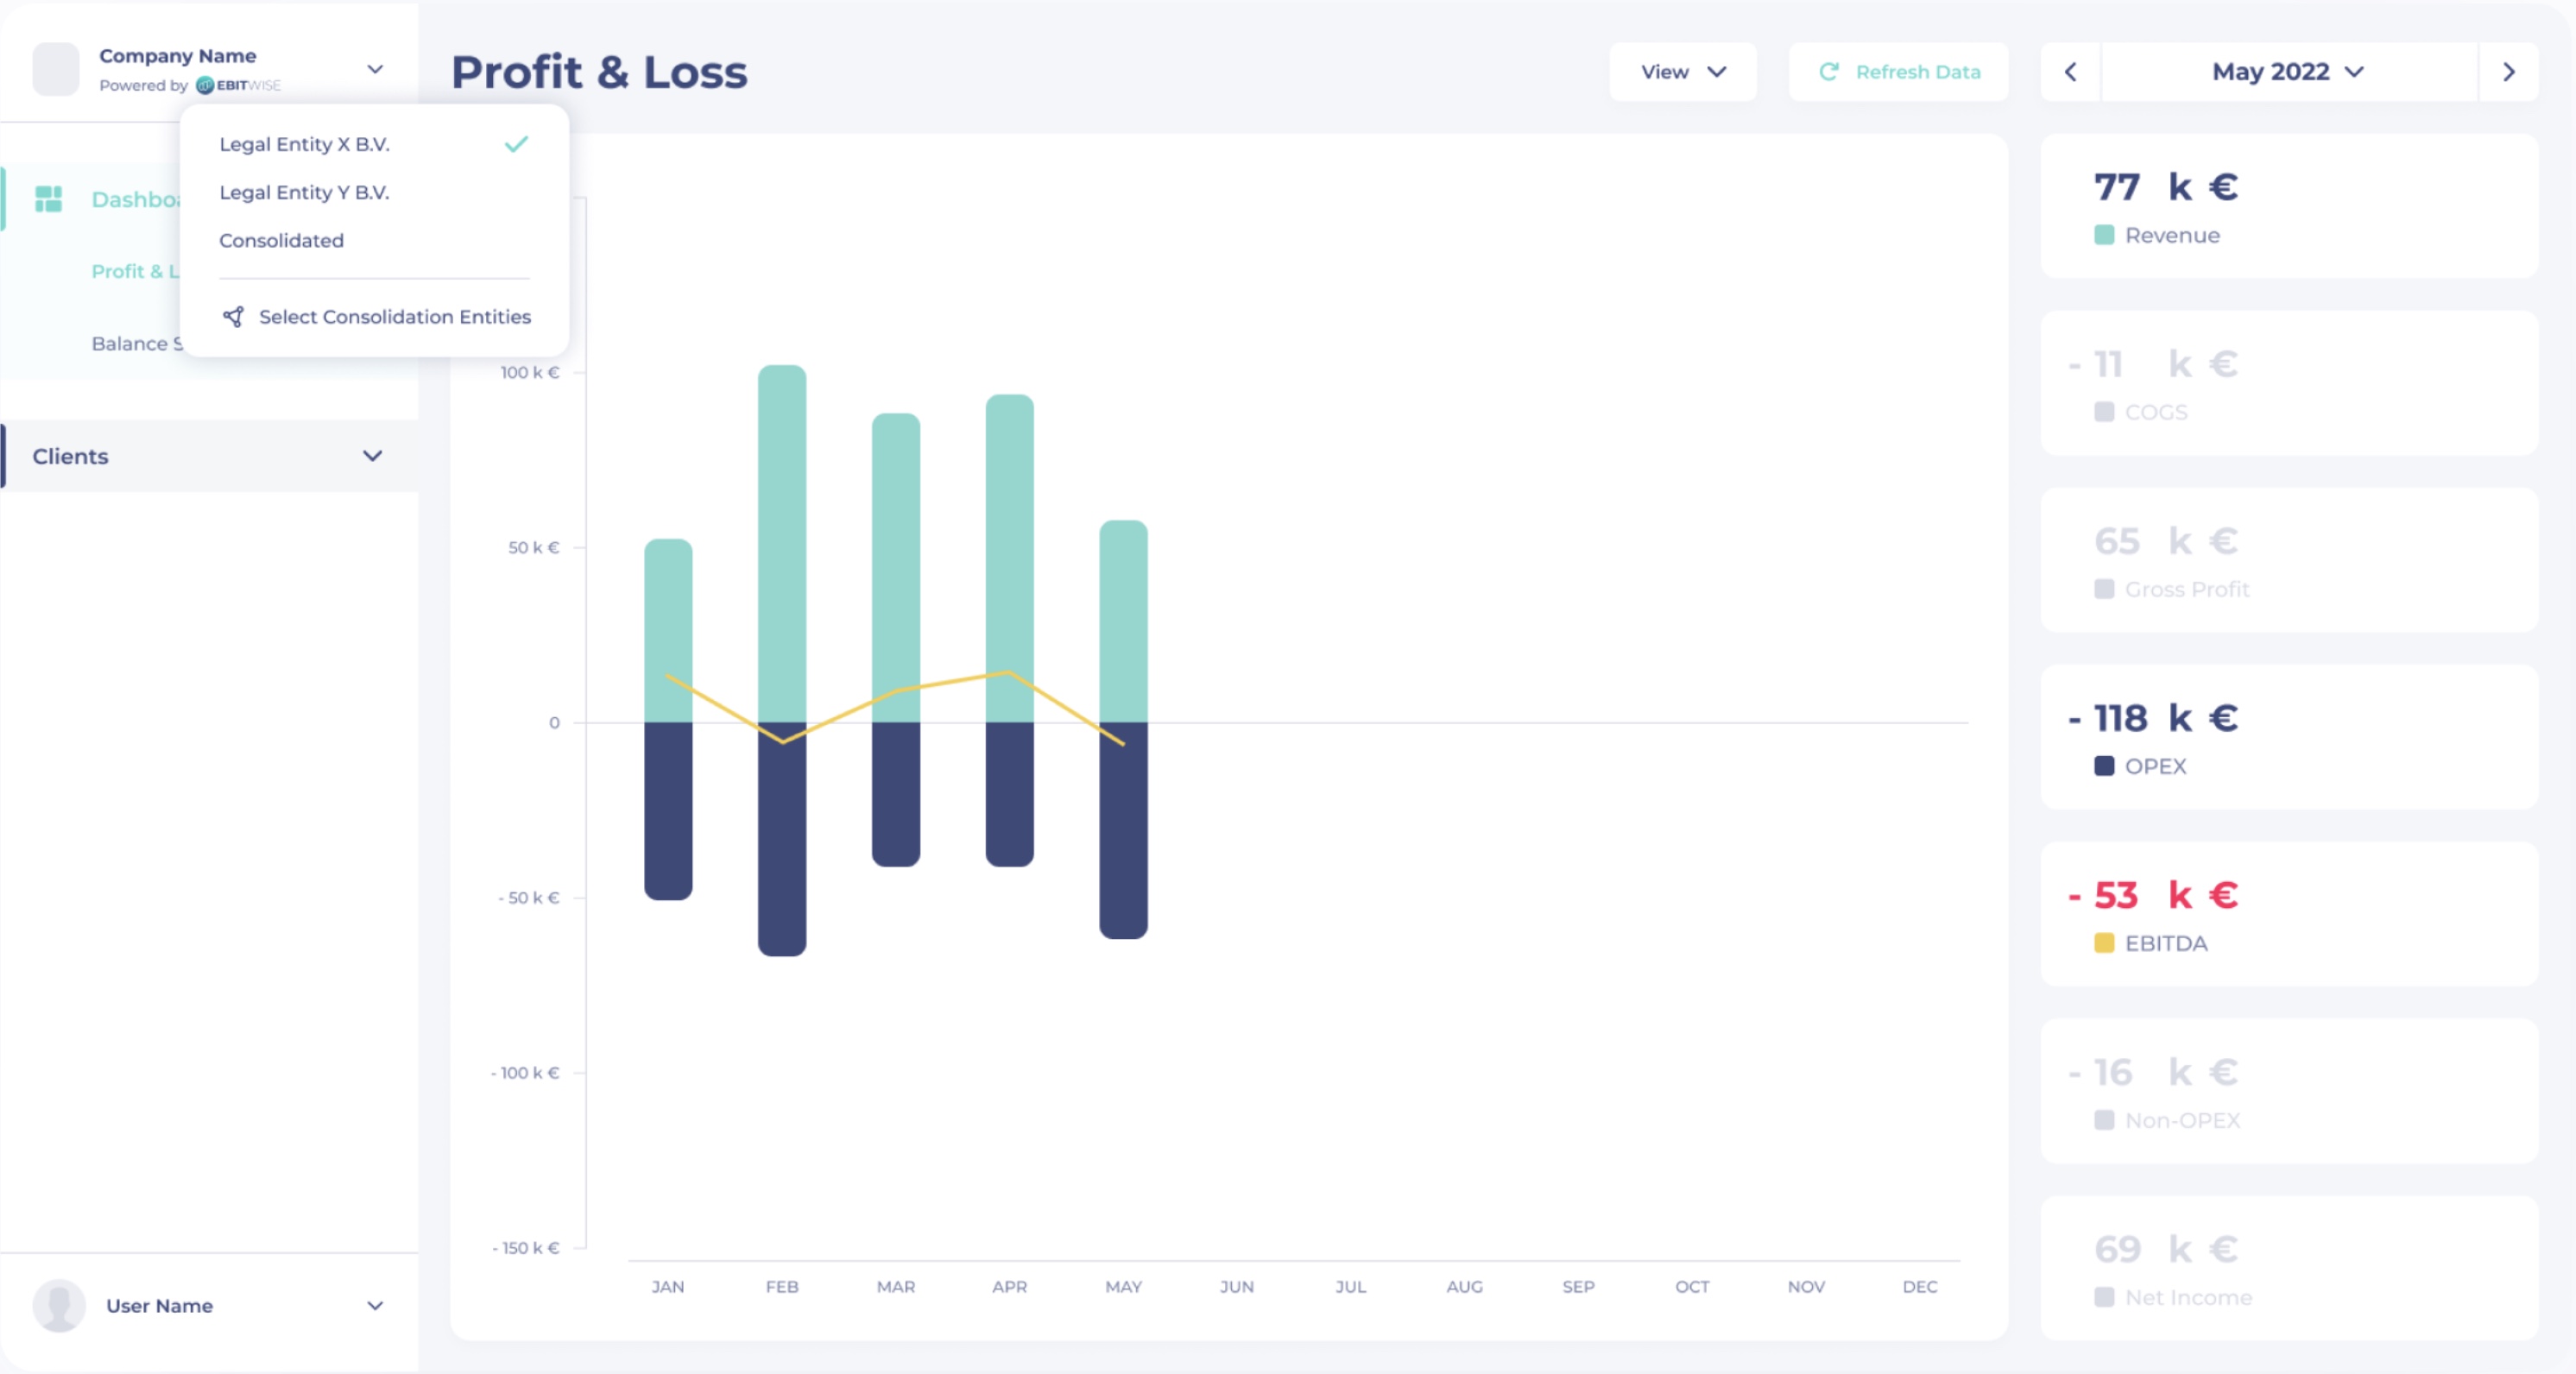 Company Name
Powered by EBITWISE
Legal Entity X B.V.
Legal Entity Y B.V.
Consolidated
Select Consolidation Entities
Dashboa
Profit & L
Balance S
Clients
User Name
Profit & Loss
View
Refresh Data
May 2022
100 k €
50 k €
0
- 50 k €
- 100 k €
- 150 k €
JAN FEB MAR APR MAY JUN JUL AUG SEP OCT NOV DEC
77 k €
Revenue
- 11 k €
COGS
65 k €
Gross Profit
- 118 k €
OPEX
- 53 k €
EBITDA
- 16 k €
Non-OPEX
69 k €
Net Income